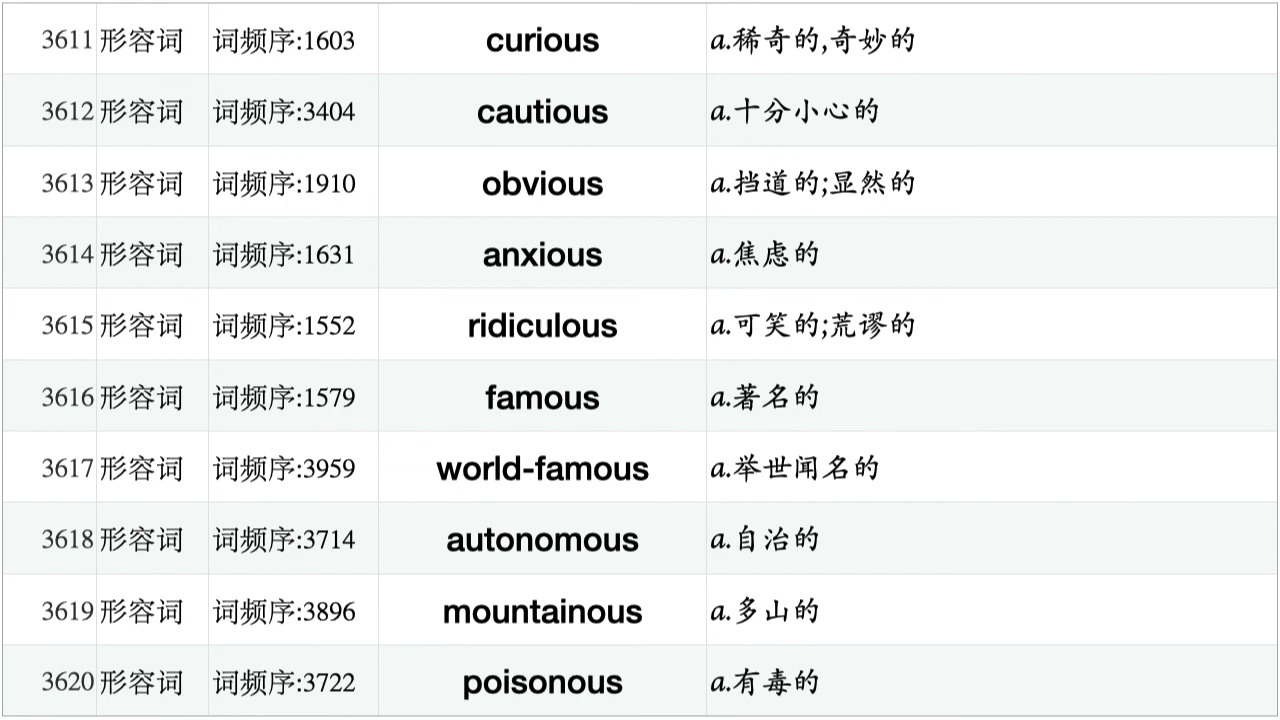 3611 形容词 词频序:1603 curious a.稀奇的,奇妙的
3612 形容词 词频序:3404 cautious a.十分小心的
3613 形容词 词频序:1910 obvious a.挡道的;显然的
3614 形容词 词频序:1631 anxious a.焦虑的
3615 形容词 词频序:1552 ridiculous a.可笑的;荒谬的
3616 形容词 词频序:1579 famous a.著名的
3617 形容词 词频序:3959 world-famous a.举世闻名的
3618 形容词 词频序:3714 autonomous a.自治的
3619 形容词 词频序:3896 mountainous a.多山的
3620 形容词 词频序:3722 poisonous a.有毒的